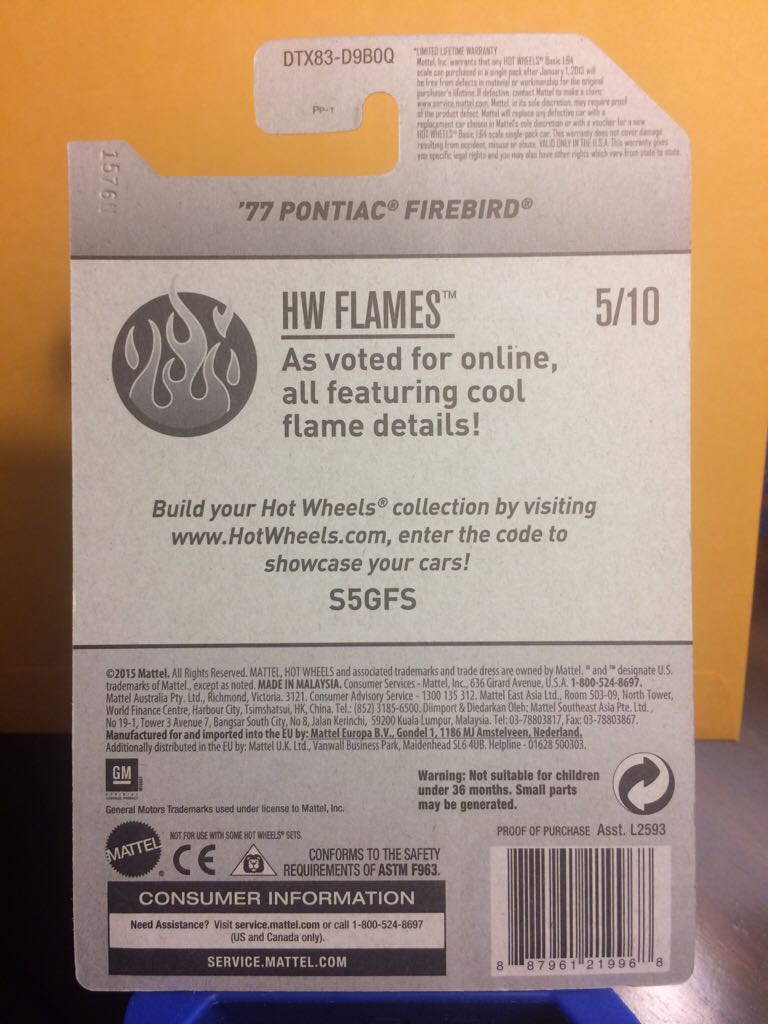 DTX83-D9B0Q
PP-1
*LIMITED LIFETIME WARRANTY
Mattel, Inc. warrants that any HOT WHEELS® Basic 1:64
scale car purchased in a single pack after January 1, 2013 will
be free from defects in material or workmanship for the original
purchaser's lifetime. If defective, contact Mattel to make a claim:
www.service.mattel.com. Mattel, in its sole discretion, may require proof
of the product defect. Mattel will replace any defective car with a
replacement car chosen in Mattel's sole discretion or with a voucher for a new
HOT WHEELS® Basic 1:64 scale single-pack car. This warranty does not cover damage
resulting from accident, misuse or abuse. VALID ONLY IN THE U.S.A. This warranty gives
you specific legal rights and you may also have other rights which vary from state to state.
'77 PONTIAC® FIREBIRD®
HW FLAMES™
5/10
As voted for online,
all featuring cool
flame details!
Build your Hot Wheels® collection by visiting
www.HotWheels.com, enter the code to
showcase your cars!
S5GFS
©2015 Mattel. All Rights Reserved. MATTEL, HOT WHEELS and associated trademarks and trade dress are owned by Mattel. ® and ™ designate U.S.
trademarks of Mattel., except as noted. MADE IN MALAYSIA. Consumer Services - Mattel, Inc., 636 Girard Avenue, U.S.A. 1-800-524-8697.
Mattel Australia Pty. Ltd., Richmond, Victoria. 3121. Consumer Advisory Service - 1300 135 312. Mattel East Asia Ltd., Room 503-09, North Tower,
World Finance Centre, Harbour City, Tsimshatsui, HK, China. Tel.: (852) 3185-6500. Diimport & Diedarkan Oleh: Mattel Southeast Asia Pte. Ltd.,
No 19-1, Tower 3 Avenue 7, Bangsar South City, No 8, Jalan Kerinchi, 59200 Kuala Lumpur, Malaysia. Tel: 03-78803817, Fax: 03-78803867.
Manufactured for and imported into the EU by: Mattel Europa B.V., Gondel 1, 1186 MJ Amstelveen, Nederland.
Additionally distributed in the EU by: Mattel U.K. Ltd., Vanwall Business Park, Maidenhead SL6 4UB. Helpline - 01628 500303.
GM
OFFICIAL
LICENSED PRODUCT
General Motors Trademarks used under license to Mattel, Inc.
Warning: Not suitable for children
under 36 months. Small parts
may be generated.
PROOF OF PURCHASE Asst. L2593
NOT FOR USE WITH SOME HOT WHEELS® SETS.
MATTEL®
CE
CONFORMS TO THE SAFETY
REQUIREMENTS OF ASTM F963.
CONSUMER INFORMATION
Need Assistance? Visit service.mattel.com or call 1-800-524-8697
(US and Canada only).
SERVICE.MATTEL.COM
8 87961 21996 8